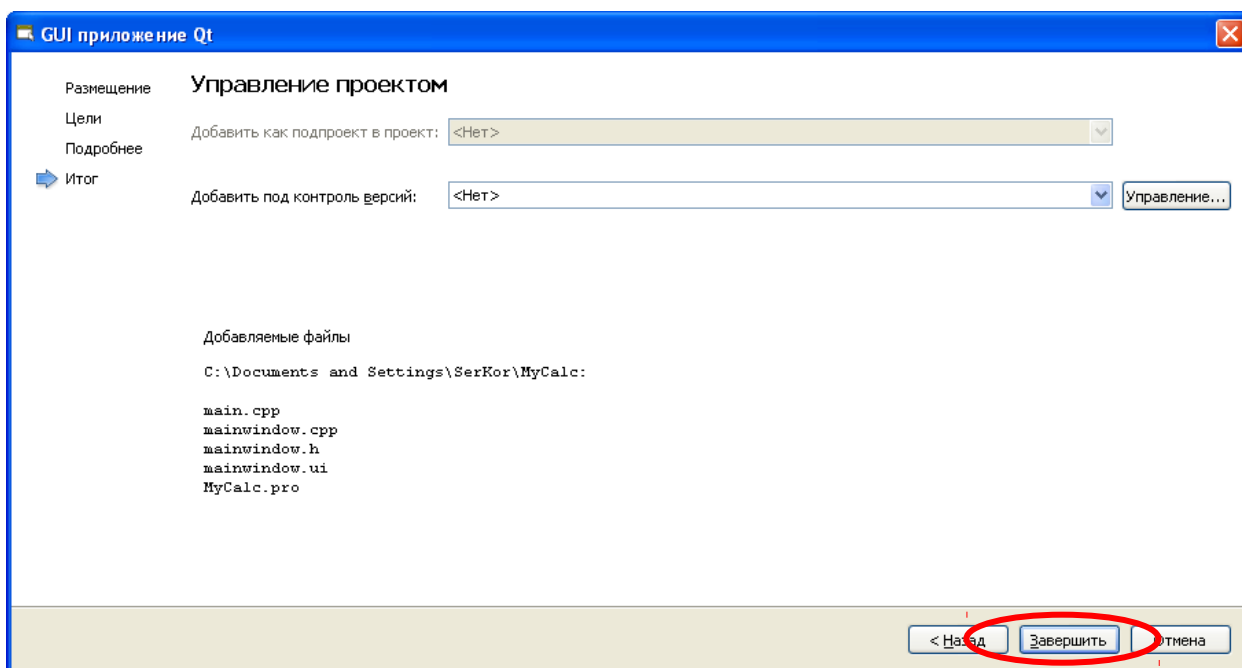 GUI приложение Qt
Размещение
Цели
Подробнее
Итог
Управление проектом
Добавить как подпроект в проект: <Нет>
Добавить под контроль версий: <Нет> Управление...
Добавляемые файлы
C:\Documents and Settings\SerKor\MyCalc:
main.cpp
mainwindow.cpp
mainwindow.h
mainwindow.ui
MyCalc.pro
< Назад Завершить Отмена